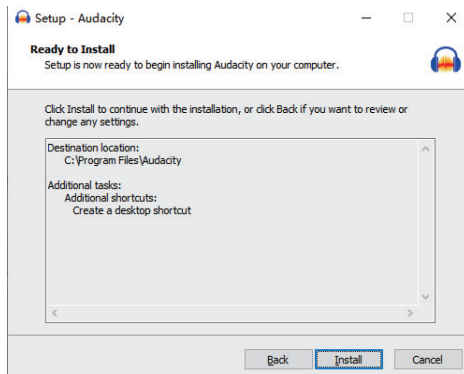 Setup - Audacity
Ready to Install
Setup is now ready to begin installing Audacity on your computer.
Click Install to continue with the installation, or click Back if you want to review or
change any settings.
Destination location:
C:\Program Files\Audacity
Additional tasks:
Additional shortcuts:
Create a desktop shortcut
Back Install Cancel